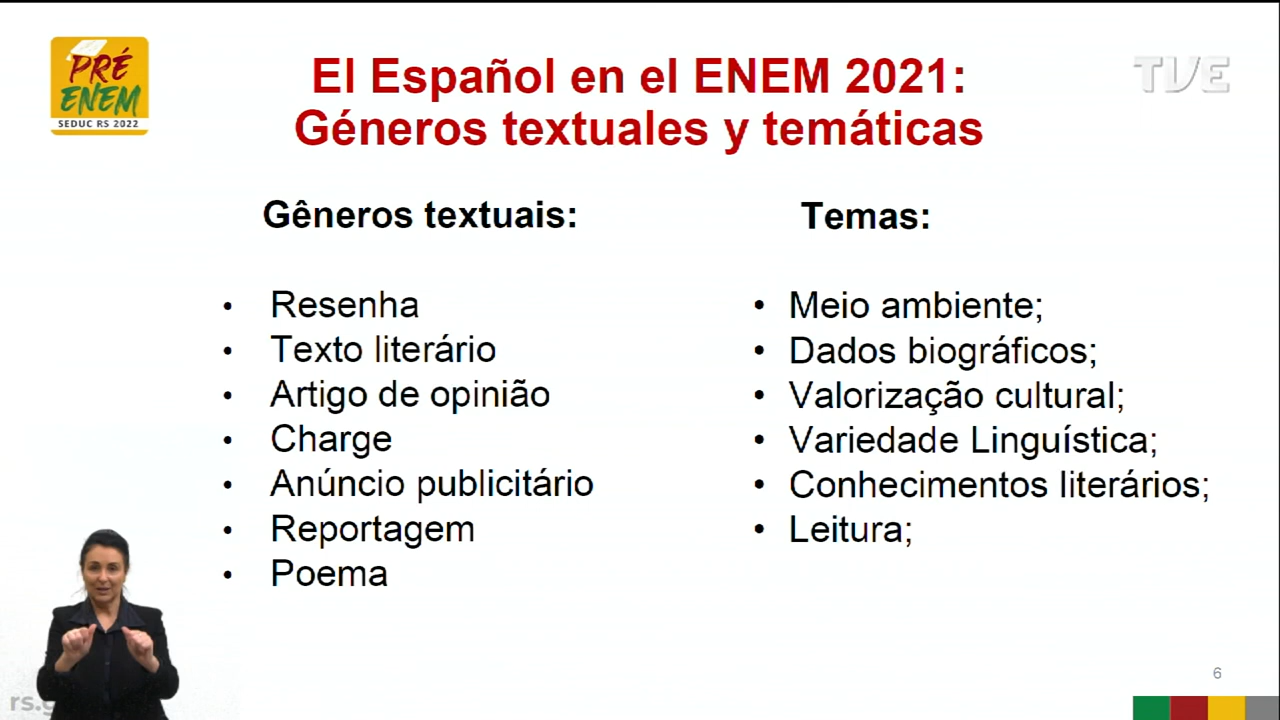 PRÉ
ENEM
SEDUC RS 2022
El Español en el ENEM 2021:
Géneros textuales y temáticas
TVE
Gêneros textuais:
• Resenha
• Texto literário
• Artigo de opinião
• Charge
• Anúncio publicitário
• Reportagem
• Poema
Temas:
• Meio ambiente;
• Dados biográficos;
• Valorização cultural;
• Variedade Linguística;
• Conhecimentos literários;
• Leitura;
6